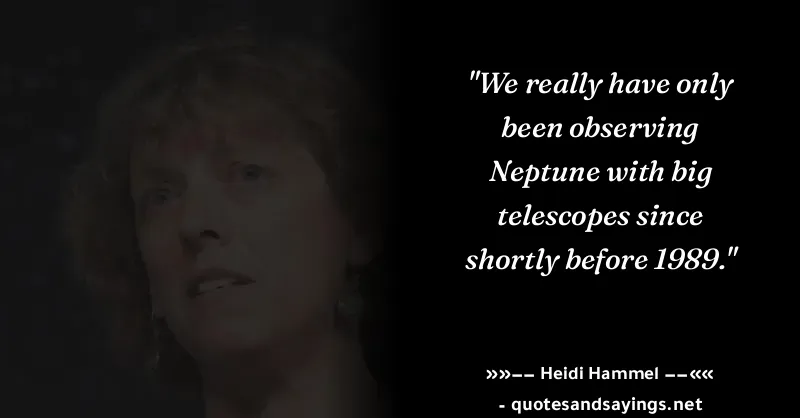 "We really have only
been observing
Neptune with big
telescopes since
shortly before 1989."
»»–– Heidi Hammel ––««
- quotesandsayings.net